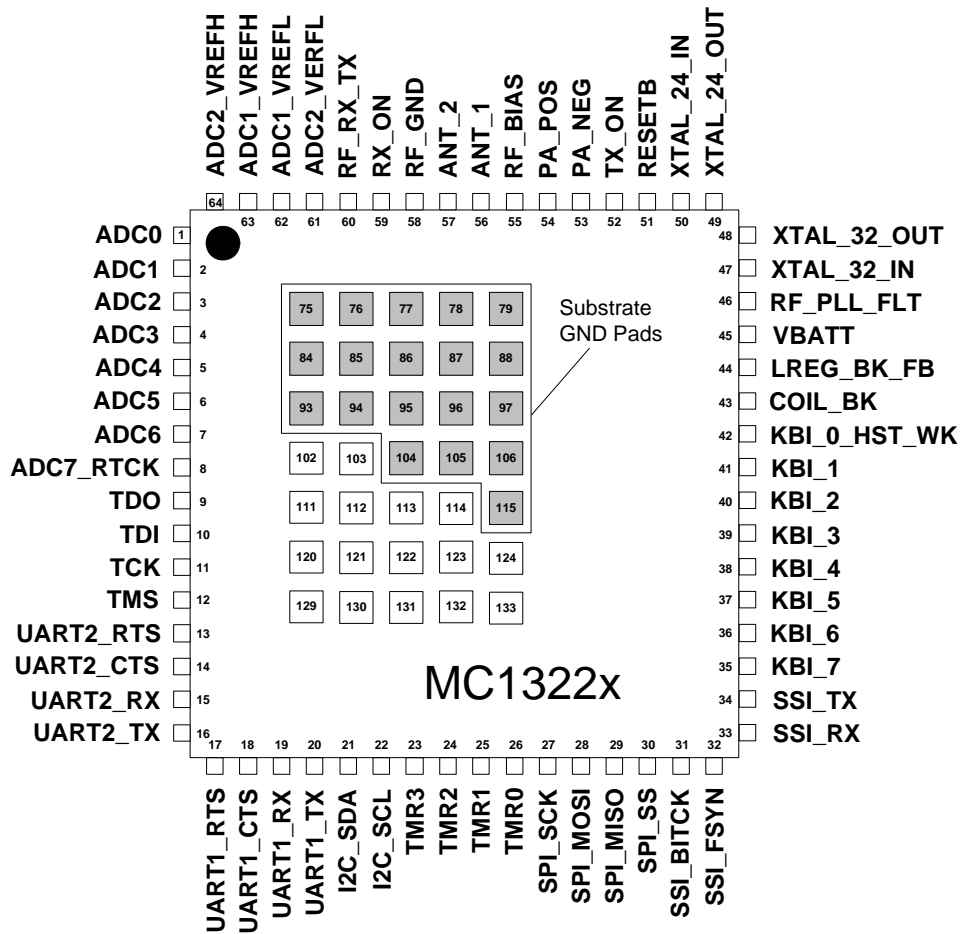 ADC2_VREFH
ADC1_VREFH
ADC1_VREFL
ADC2_VERFL
RF_RX_TX
RX_ON
RF_GND
ANT_2
ANT_1
RF_BIAS
PA_POS
PA_NEG
TX_ON
RESETB
XTAL_24_IN
XTAL_24_OUT
64 63 62 61 60 59 58 57 56 55 54 53 52 51 50 49
ADC0 1 48 XTAL_32_OUT
ADC1 2 47 XTAL_32_IN
ADC2 3 46 RF_PLL_FLT
ADC3 4 45 VBATT
ADC4 5 44 LREG_BK_FB
ADC5 6 43 COIL_BK
ADC6 7 42 KBI_0_HST_WK
ADC7_RTCK 8 41 KBI_1
TDO 9 40 KBI_2
TDI 10 39 KBI_3
TCK 11 38 KBI_4
TMS 12 37 KBI_5
UART2_RTS 13 36 KBI_6
UART2_CTS 14 35 KBI_7
UART2_RX 15 34 SSI_TX
UART2_TX 16 33 SSI_RX
75 76 77 78 79
84 85 86 87 88
93 94 95 96 97
102 103 104 105 106
111 112 113 114 115
120 121 122 123 124
129 130 131 132 133
Substrate
GND Pads
MC1322x
17 18 19 20 21 22 23 24 25 26 27 28 29 30 31 32
UART1_RTS
UART1_CTS
UART1_RX
UART1_TX
I2C_SDA
I2C_SCL
TMR3
TMR2
TMR1
TMR0
SPI_SCK
SPI_MOSI
SPI_MISO
SPI_SS
SSI_BITCK
SSI_FSYN